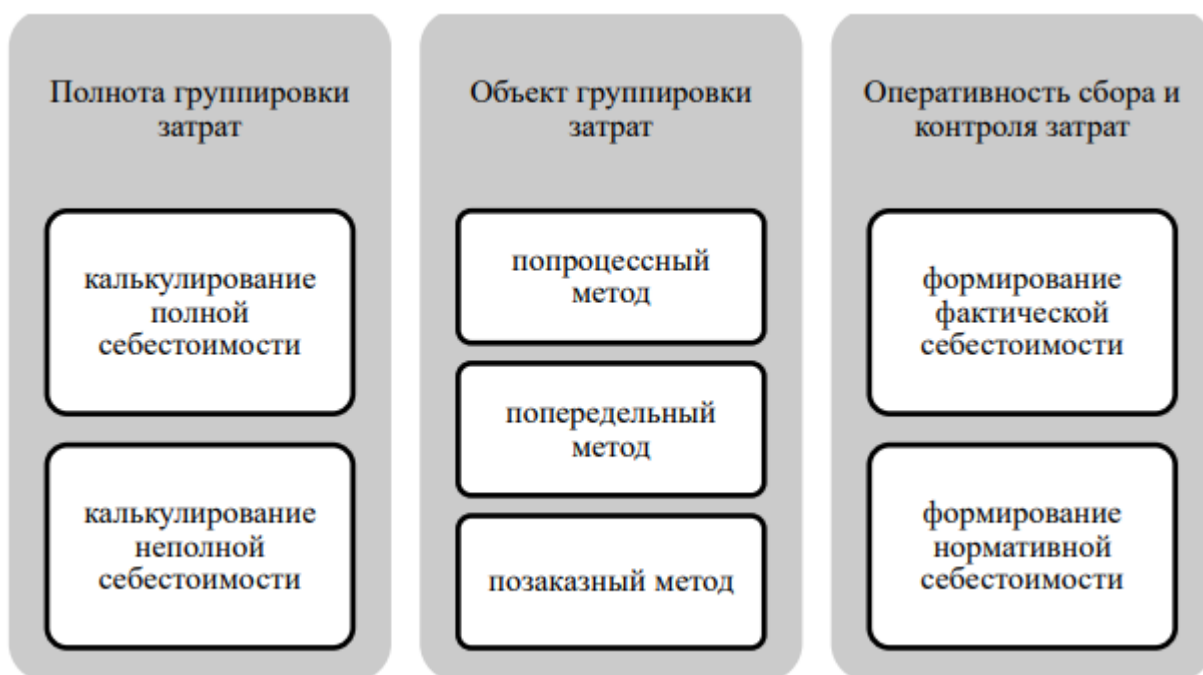 Полнота группировки
затрат
калькулирование
полной
себестоимости
калькулирование
неполной
себестоимости
Объект группировки
затрат
попроцессный
метод
попередельный
метод
позаказный метод
Оперативность сбора и
контроля затрат
формирование
фактической
себестоимости
формирование
нормативной
себестоимости